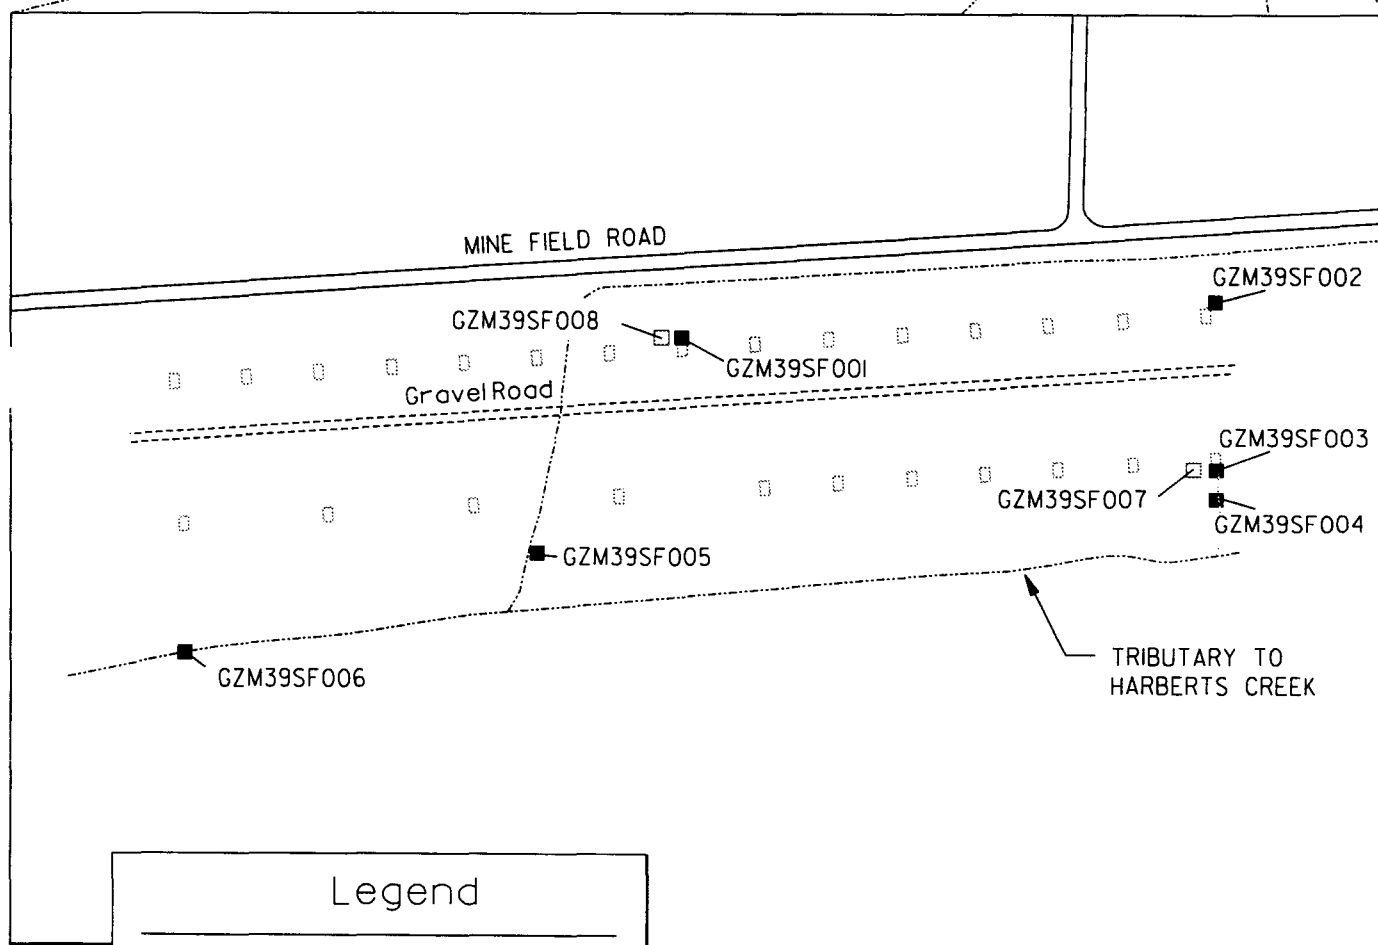 MINE FIELD ROAD
GZM39SF002
GZM39SF008
GZM39SF001
Gravel Road
GZM39SF003
GZM39SF007
GZM39SF004
GZM39SF005
TRIBUTARY TO
HARBERTS CREEK
GZM39SF006
Legend